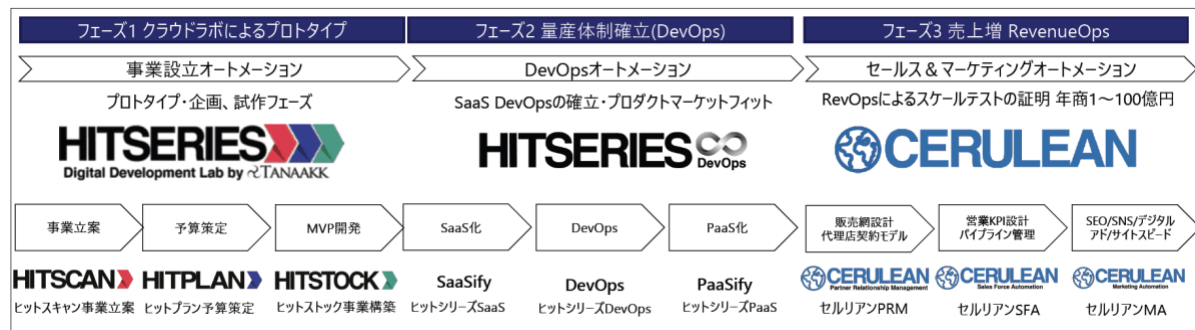 フェーズ1 クラウドラボによるプロトタイプ
フェーズ2 量産体制確立(DevOps)
フェーズ3 売上増 RevenueOps
事業設立オートメーション
DevOpsオートメーション
セールス&マーケティングオートメーション
プロトタイプ・企画、試作フェーズ
SaaS DevOpsの確立・プロダクトマーケットフィット
RevOpsによるスケールテストの証明 年商1~100億円
HITSERIES
Digital Development Lab by TANAAKK
HITSERIES DevOps
CERULEAN
事業立案
予算策定
MVP開発
SaaS化
DevOps
PaaS化
販売網設計
代理店契約モデル
営業KPI設計
パイプライン管理
SEO/SNS/デジタル
アド/サイトスピード
HITSCAN
HITPLAN
HITSTOCK
SaaSify
DevOps
PaaSify
CERULEAN
Partner Relationship Management
CERULEAN
Sales Force Automation
CERULEAN
Marketing Automation
ヒットスキャン事業立案
ヒットプラン予算策定
ヒットストック事業構築
ヒットシリーズSaaS
ヒットシリーズDevOps
ヒットシリーズPaaS
セルリアンPRM
セルリアンSFA
セルリアンMA